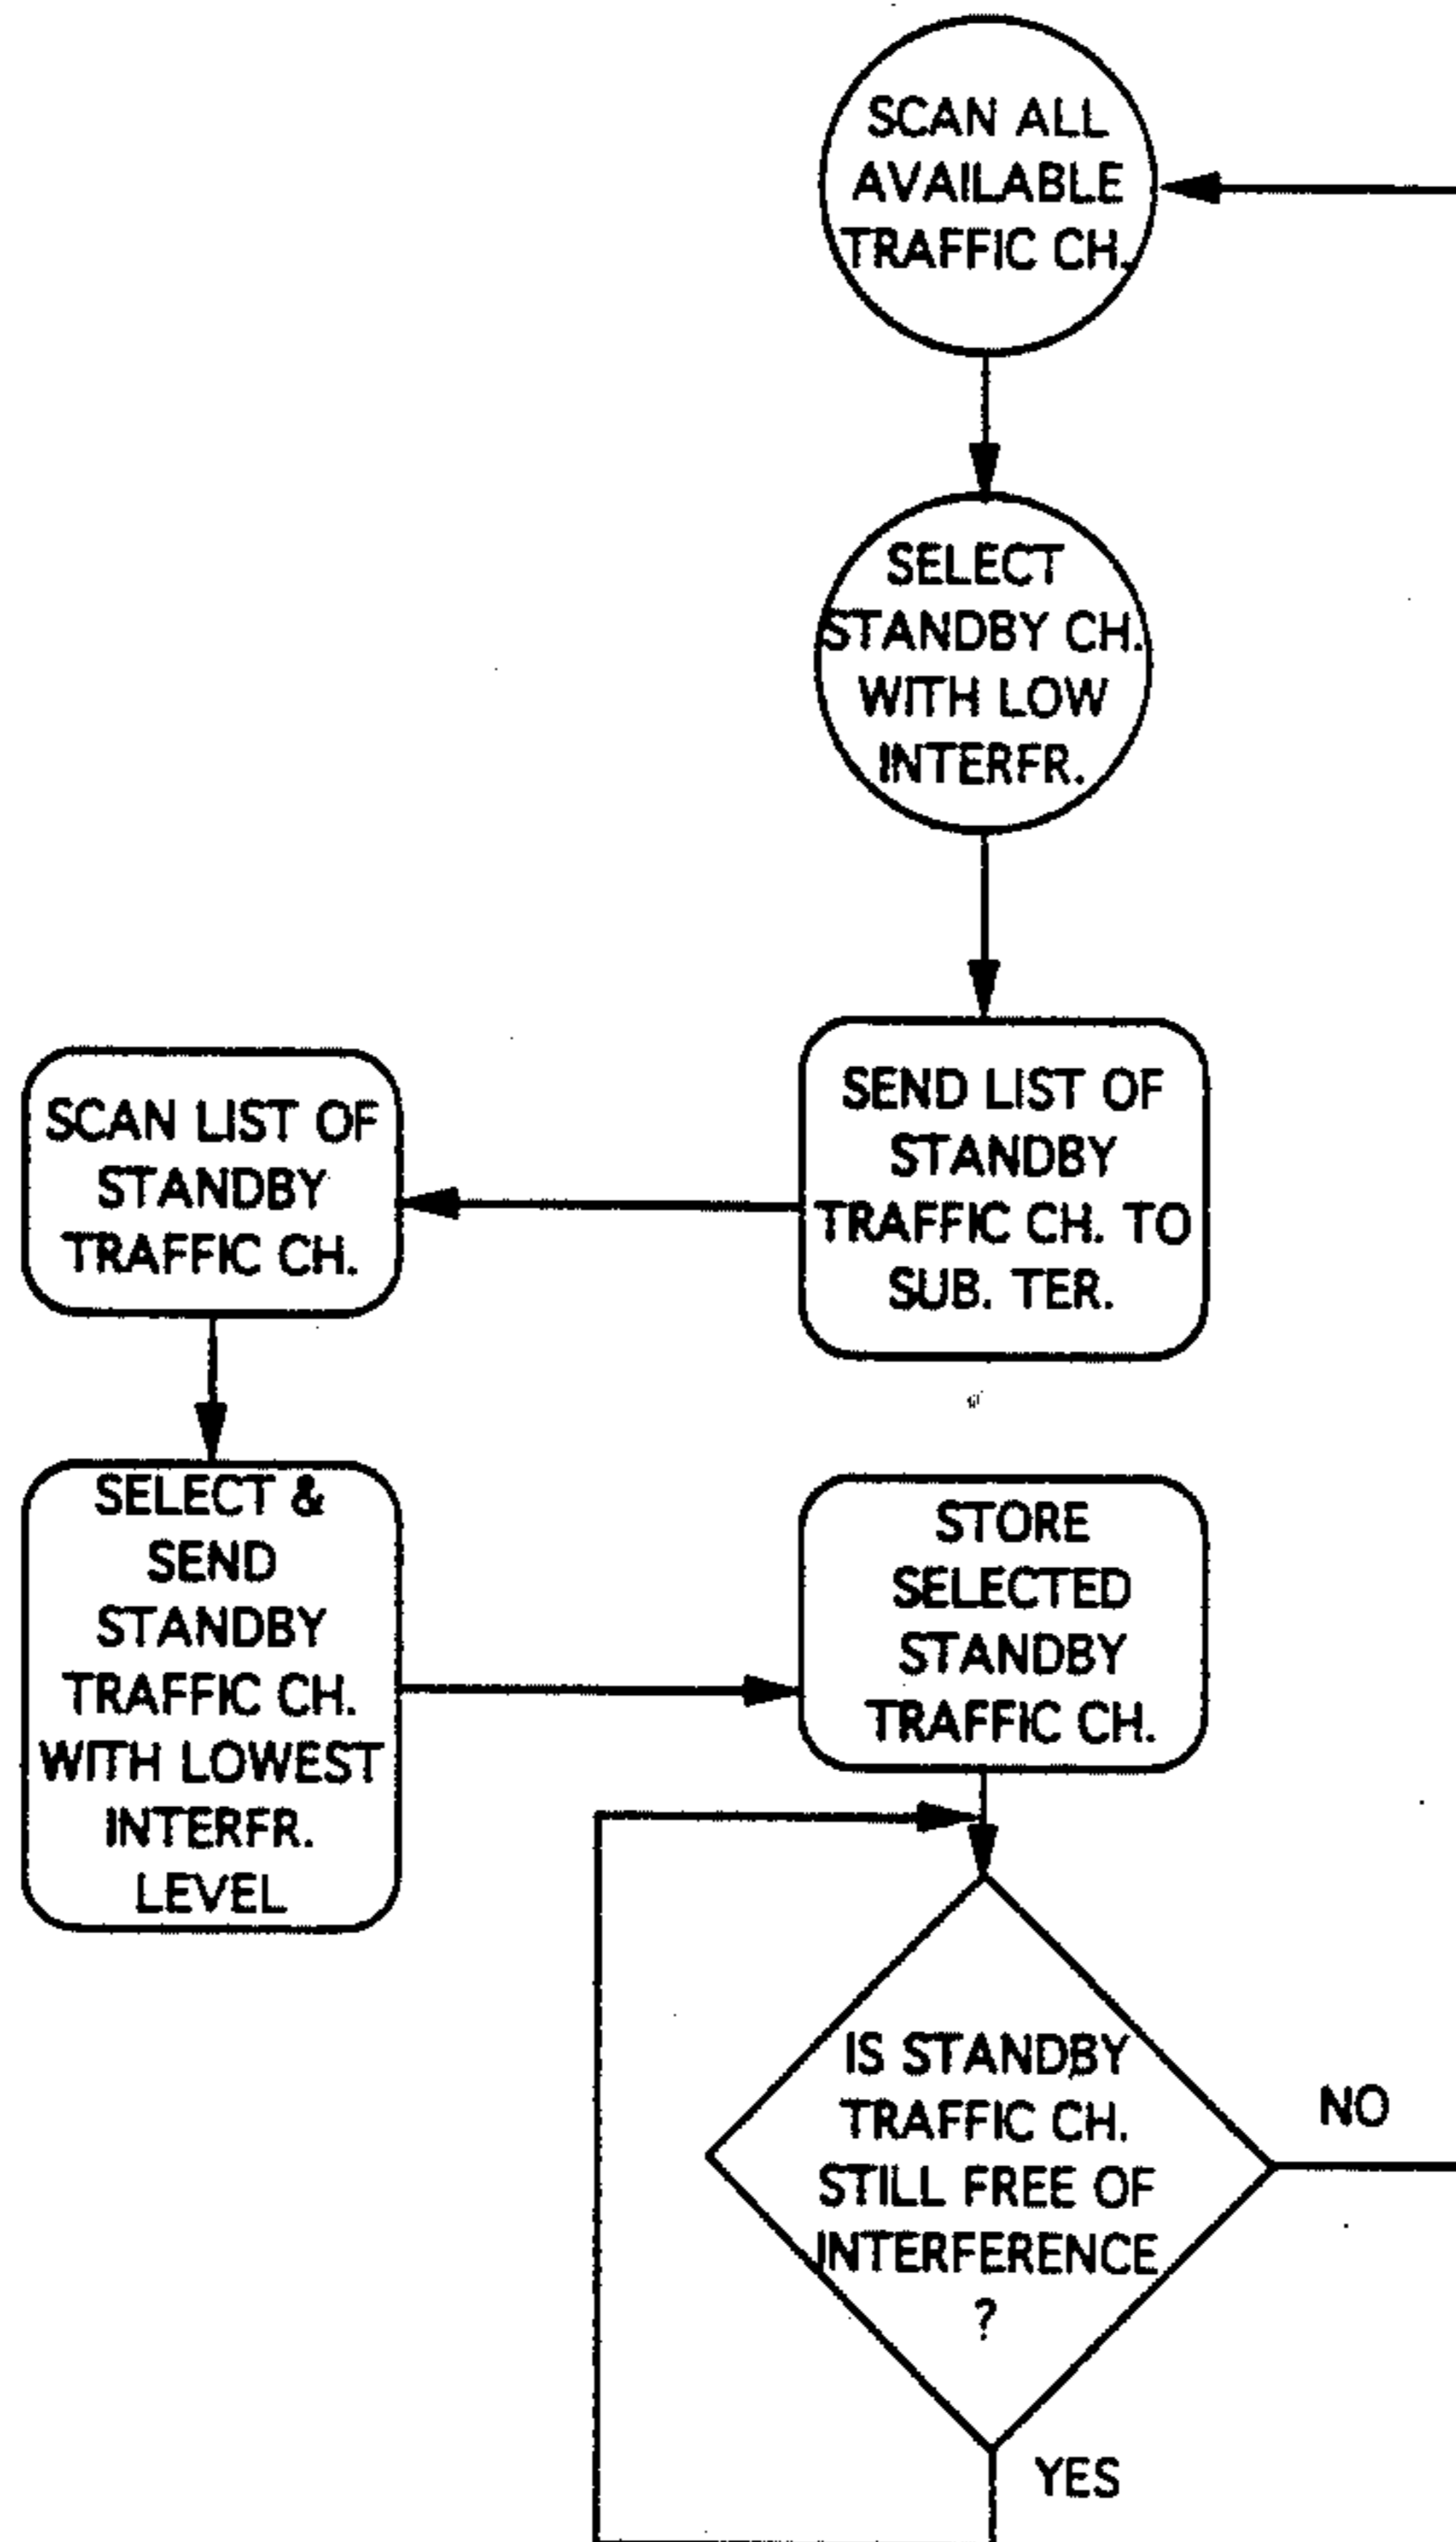 SCAN ALL
AVAILABLE
TRAFFIC CH.
SELECT
STANDBY CH.
WITH LOW
INTERFR.
SEND LIST OF
STANDBY
TRAFFIC CH. TO
SUB. TER.
SCAN LIST OF
STANDBY
TRAFFIC CH.
SELECT &
SEND
STANDBY
TRAFFIC CH.
WITH LOWEST
INTERFR.
LEVEL
STORE
SELECTED
STANDBY
TRAFFIC CH.
IS STANDBY
TRAFFIC CH.
STILL FREE OF
INTERFERENCE
?
NO
YES